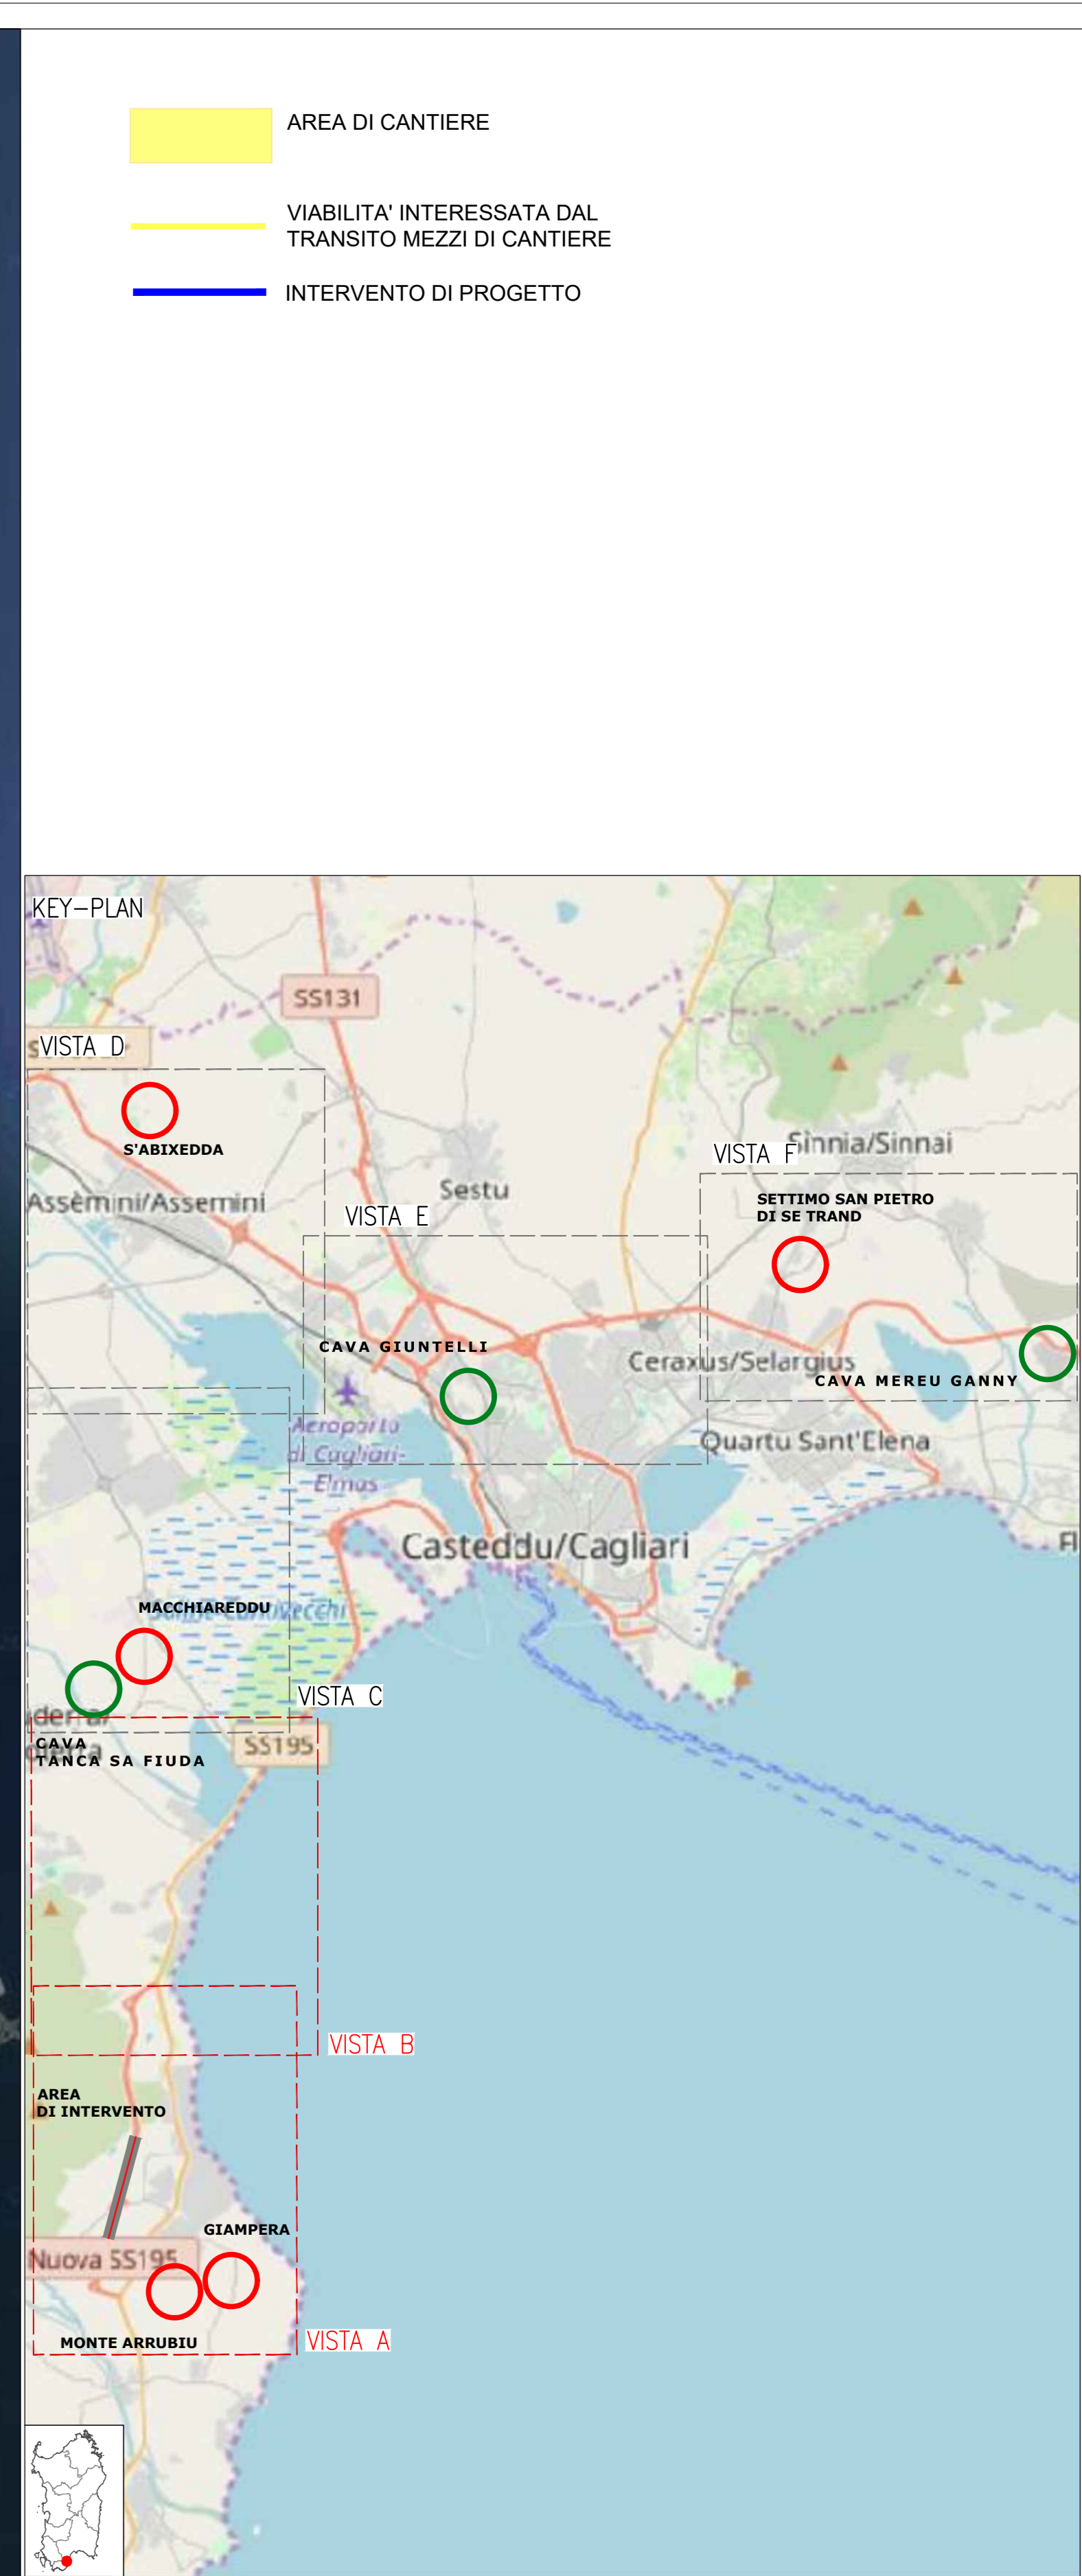 AREA DI CANTIERE
VIABILITA' INTERESSATA DAL
TRANSITO MEZZI DI CANTIERE
INTERVENTO DI PROGETTO
KEY-PLAN
SS131
VISTA D
S'ABIXEDDA
Sinnia/Sinnai
VISTA F
Assèmini/Assemini
Sestu
SETTIMO SAN PIETRO
DI SE TRAND
VISTA E
CAVA GIUNTELLI
Ceraxus/Selargius
CAVA MEREU GANNY
Aeroporto
di Cagliari-
Elmas
Quartu Sant'Elena
Casteddu/Cagliari
Fl
MACCHIAREDDU
VISTA C
CAVA
TANCA SA FIUDA
SS195
VISTA B
AREA
DI INTERVENTO
GIAMPERA
Nuova SS195
MONTE ARRUBIU
VISTA A